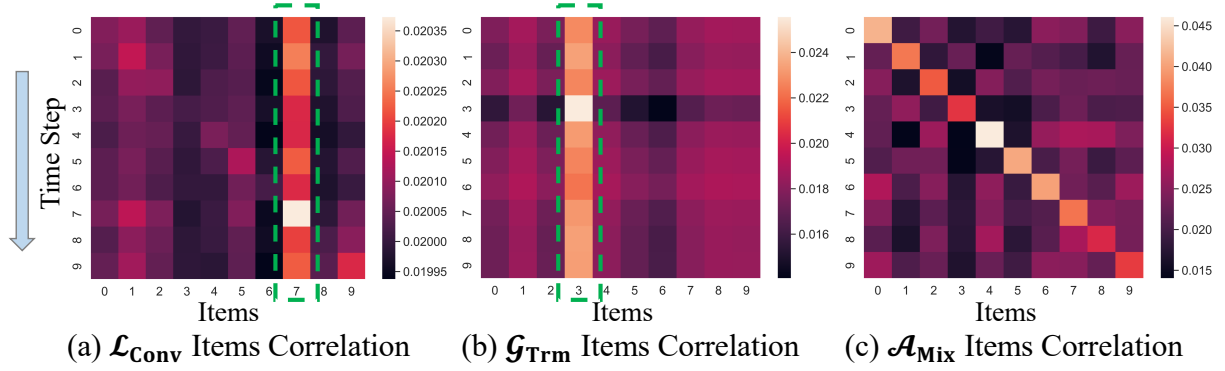 0 1 2 3 4 5 6 7 8 9
Time Step
0 1 2 3 4 5 6 7 8 9
Items
0.02035
0.02030
0.02025
0.02020
0.02015
0.02010
0.02005
0.02000
0.01995
(a) 𝓛Conv Items Correlation
0 1 2 3 4 5 6 7 8 9
0 1 2 3 4 5 6 7 8 9
Items
0.024
0.022
0.020
0.018
0.016
(b) 𝓖Trm Items Correlation
0 1 2 3 4 5 6 7 8 9
0 1 2 3 4 5 6 7 8 9
Items
0.045
0.040
0.035
0.030
0.025
0.020
0.015
(c) 𝓐Mix Items Correlation